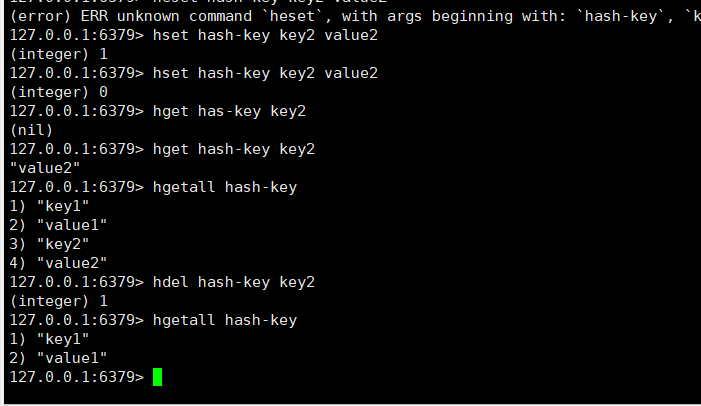 (error) ERR unknown command `heset`, with args beginning with: `hash-key`, `k
127.0.0.1:6379> hset hash-key key2 value2
(integer) 1
127.0.0.1:6379> hset hash-key key2 value2
(integer) 0
127.0.0.1:6379> hget has-key key2
(nil)
127.0.0.1:6379> hget hash-key key2
"value2"
127.0.0.1:6379> hgetall hash-key
1) "key1"
2) "value1"
3) "key2"
4) "value2"
127.0.0.1:6379> hdel hash-key key2
(integer) 1
127.0.0.1:6379> hgetall hash-key
1) "key1"
2) "value1"
127.0.0.1:6379>